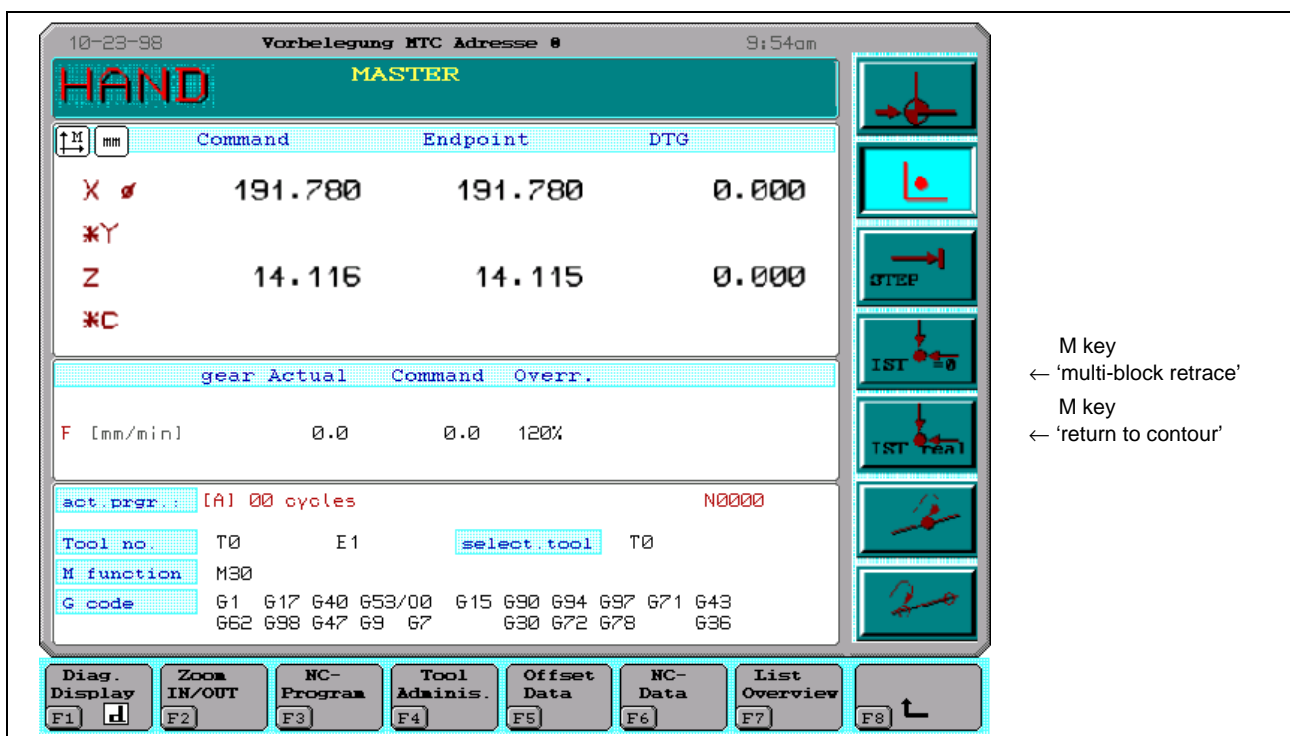 10-23-98 Vorbelegung MTC Adresse 0 9:54am
HAND MASTER
M mm Command Endpoint DTG
X ø 191.780 191.780 0.000
*Y
Z 14.116 14.115 0.000
*C
gear Actual Command Overr.
F [mm/min] 0.0 0.0 120%
act.prgr.: [A] 00 cycles N0000
Tool no. T0 E1 select.tool T0
M function M30
G code G1 G17 G40 G53/00 G15 G90 G94 G97 G71 G43
G62 G98 G47 G9 G7 G30 G72 G78 G36
STEP
IST =0
IST real
M key
← ‘multi-block retrace’
M key
← ‘return to contour’
Diag. Display F1 d
Zoom IN/OUT F2
NC-Program F3
Tool Adminis. F4
Offset Data F5
NC-Data F6
List Overview F7
F8